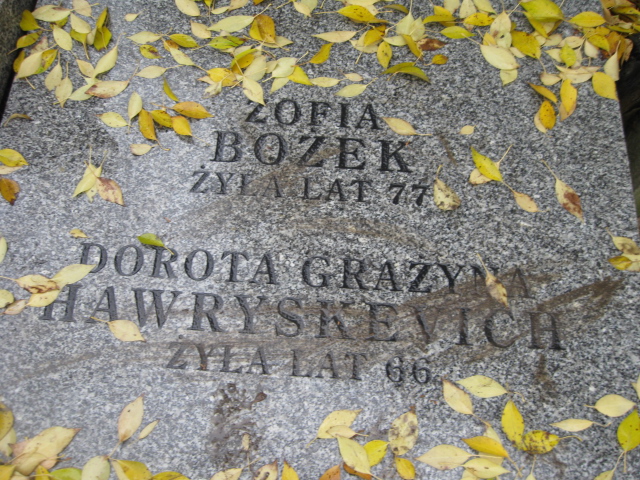 ZOFIA
BOŻEK
ŻYŁA LAT 77
DOROTA GRAŻYNA
HAWRYSKEVICH
ŻYŁA LAT 66